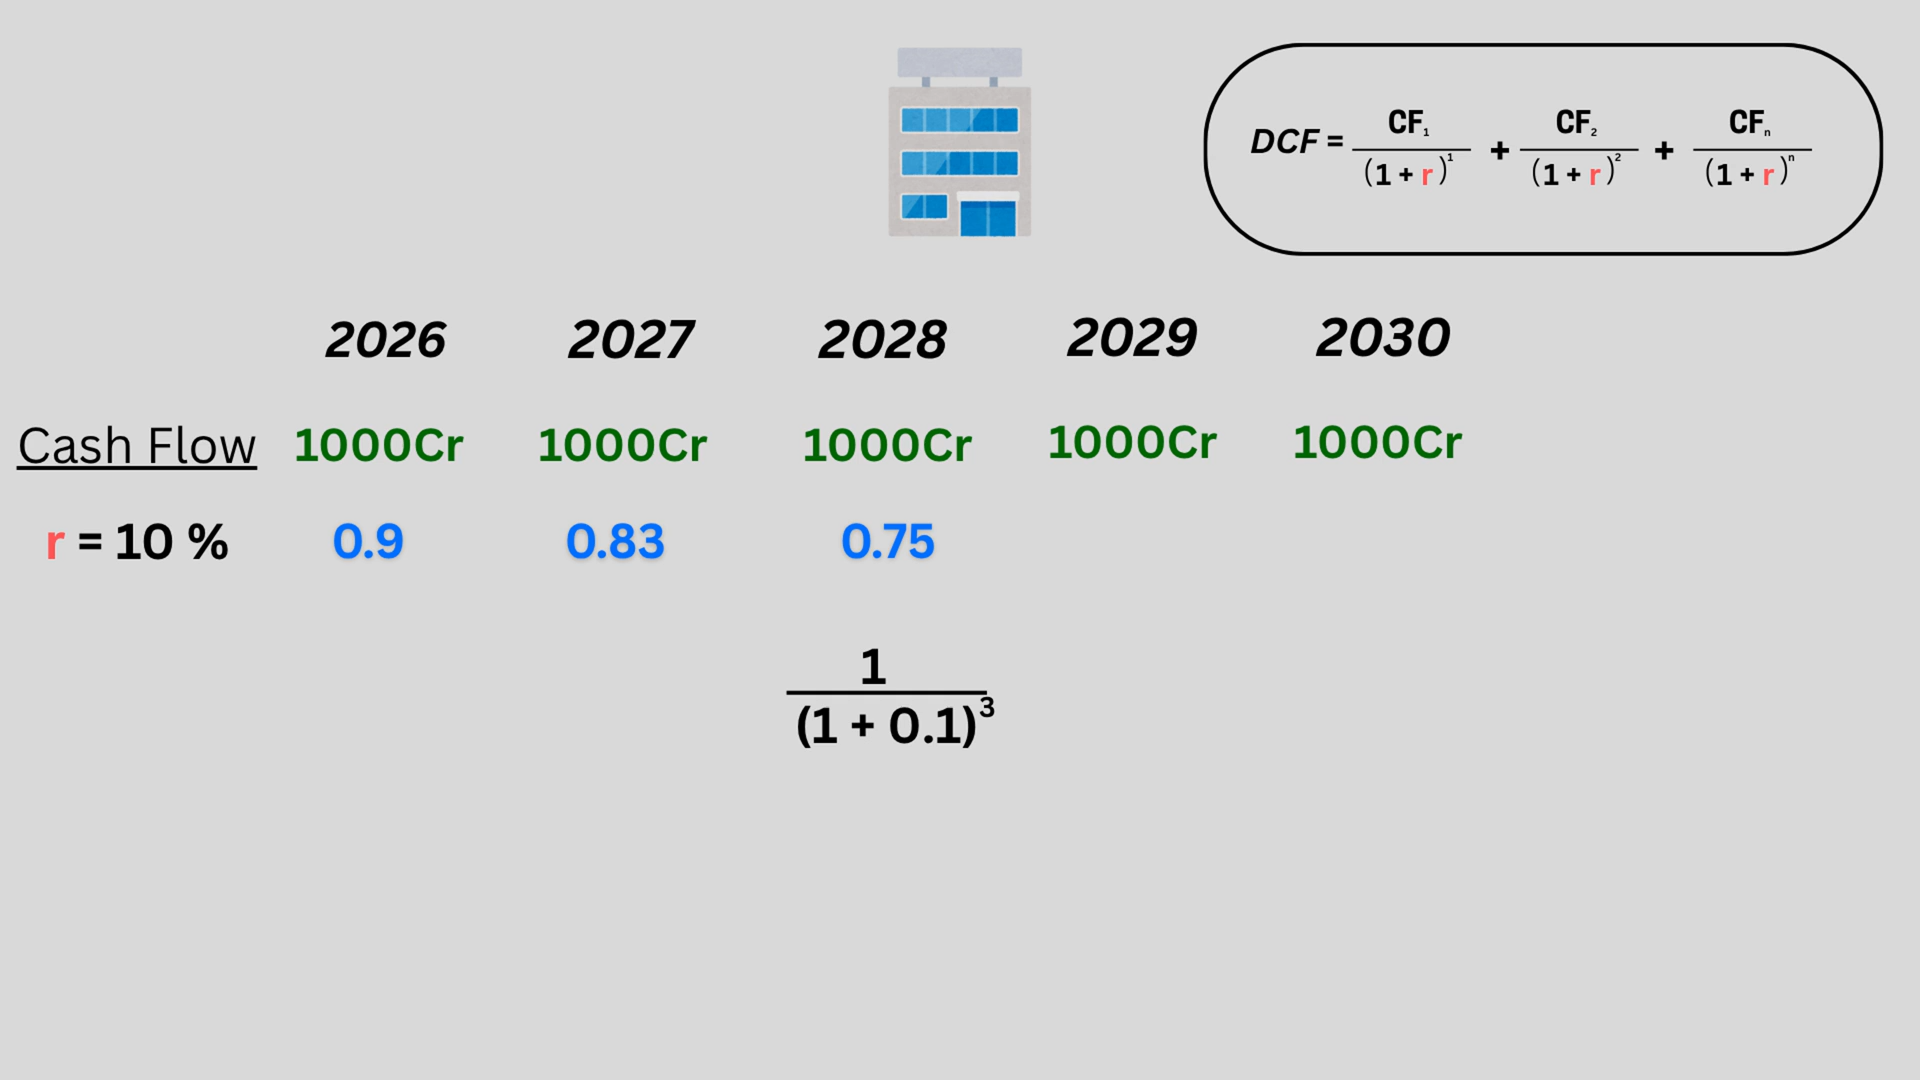 DCF = CF₁ / (1 + r)¹ + CF₂ / (1 + r)² + CFₙ / (1 + r)ⁿ
2026 2027 2028 2029 2030
Cash Flow 1000Cr 1000Cr 1000Cr 1000Cr 1000Cr
r = 10 % 0.9 0.83 0.75
1
(1 + 0.1)³